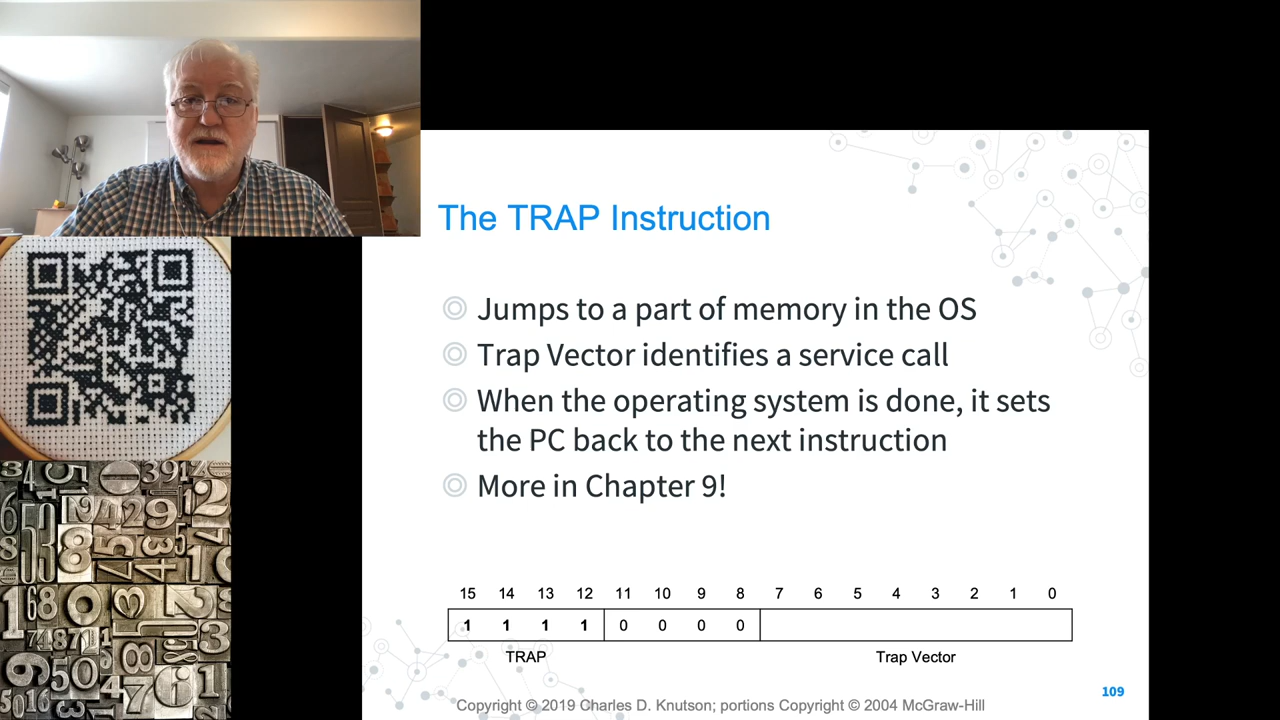 The TRAP Instruction
Jumps to a part of memory in the OS
Trap Vector identifies a service call
When the operating system is done, it sets
the PC back to the next instruction
More in Chapter 9!
15 14 13 12 11 10 9 8 7 6 5 4 3 2 1 0
1 1 1 1 0 0 0 0
TRAP Trap Vector
109
Copyright © 2019 Charles D. Knutson; portions Copyright © 2004 McGraw-Hill